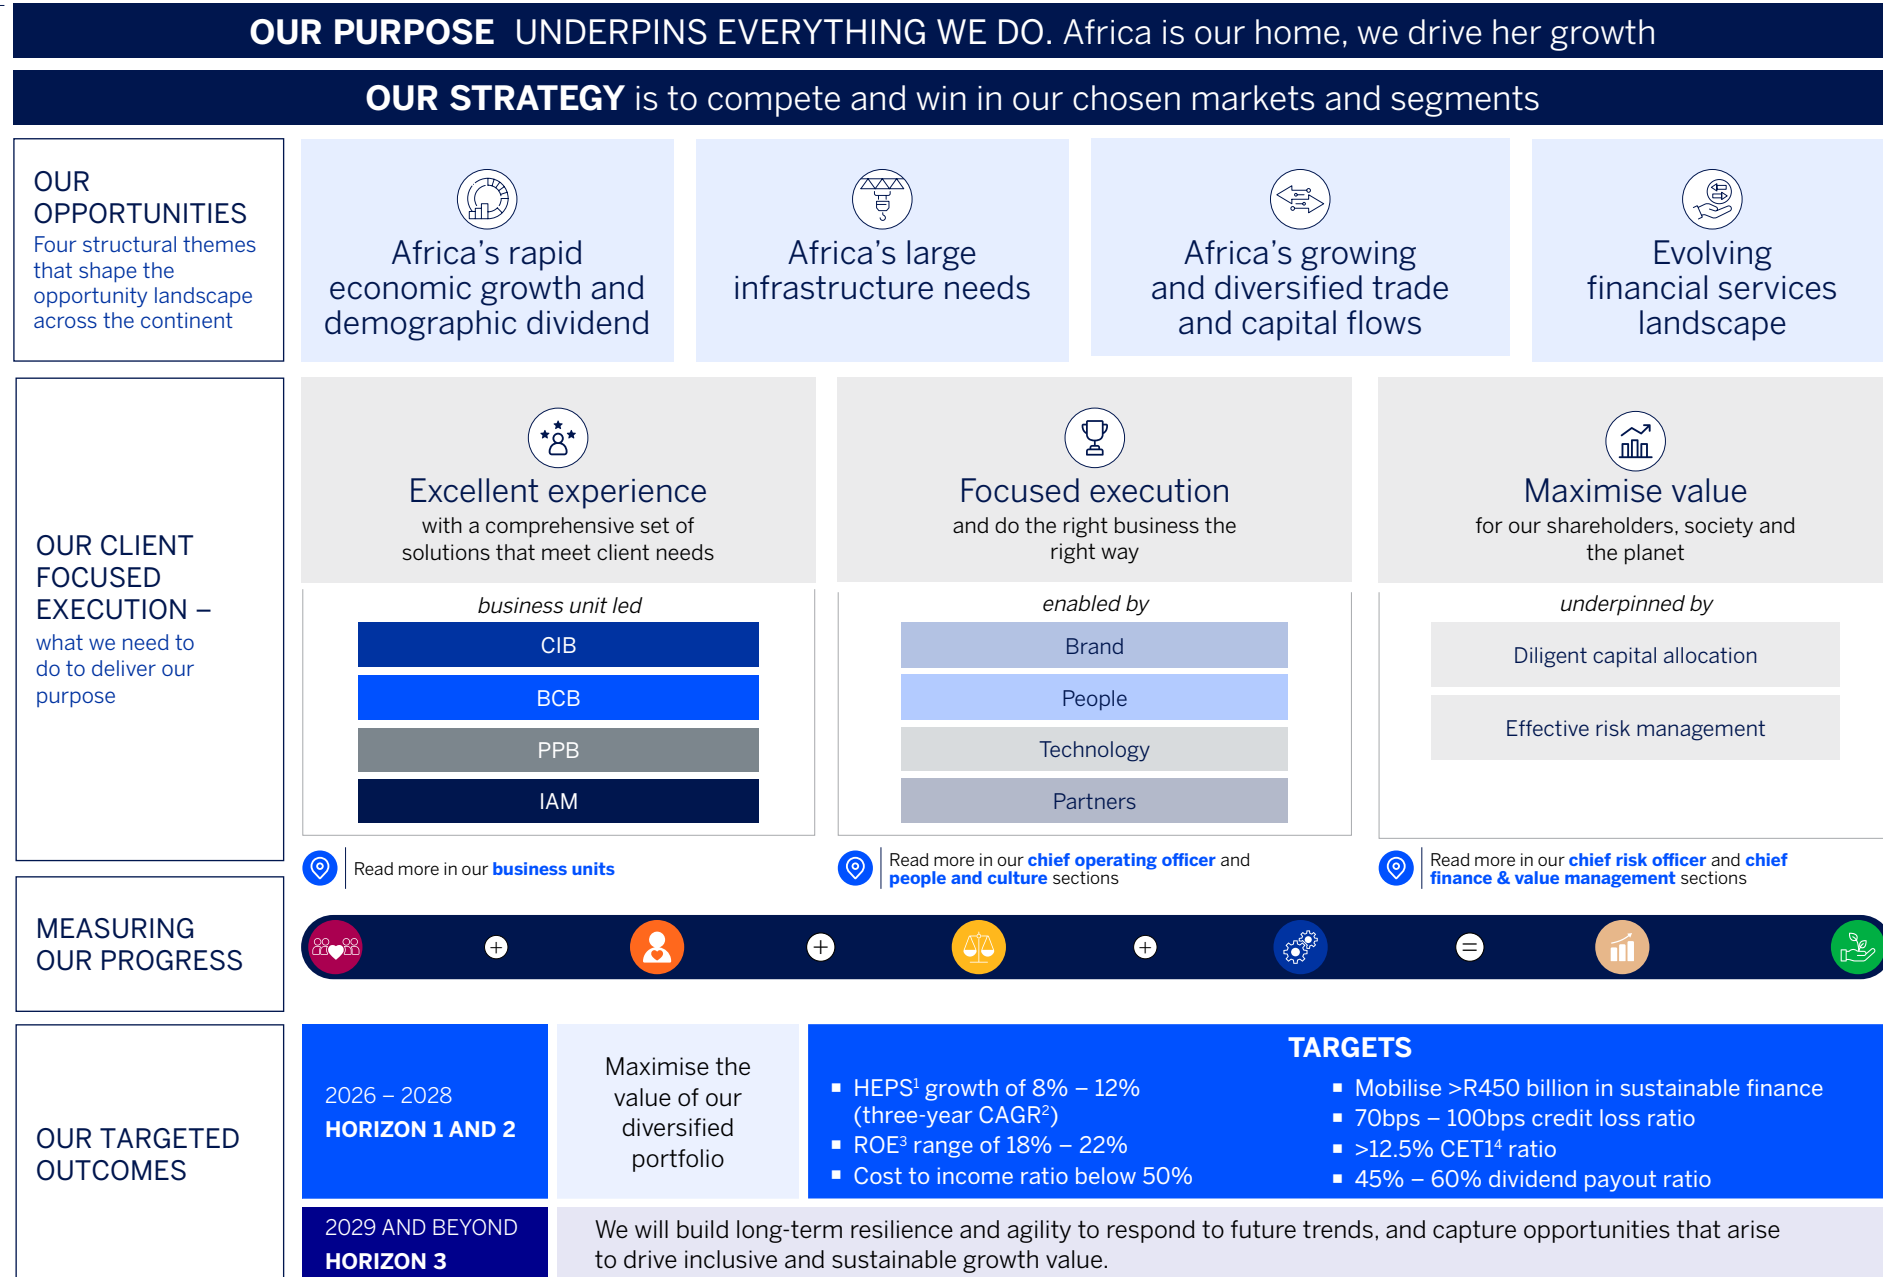 OUR PURPOSE UNDERPINS EVERYTHING WE DO. Africa is our home, we drive her growth
OUR STRATEGY is to compete and win in our chosen markets and segments
OUR
OPPORTUNITIES
Four structural themes
that shape the
opportunity landscape
across the continent
Africa's rapid
economic growth and
demographic dividend
Africa's large
infrastructure needs
Africa's growing
and diversified trade
and capital flows
Evolving
financial services
landscape
OUR CLIENT
FOCUSED
EXECUTION –
what we need to
do to deliver our
purpose
Excellent experience
with a comprehensive set of
solutions that meet client needs
business unit led
CIB
BCB
PPB
IAM
Read more in our business units
Focused execution
and do the right business the
right way
enabled by
Brand
People
Technology
Partners
Read more in our chief operating officer and
people and culture sections
Maximise value
for our shareholders, society and
the planet
underpinned by
Diligent capital allocation
Effective risk management
Read more in our chief risk officer and chief
finance & value management sections
MEASURING
OUR PROGRESS
+ + + =
OUR TARGETED
OUTCOMES
2026 – 2028
HORIZON 1 AND 2
Maximise the
value of our
diversified
portfolio
TARGETS
▪ HEPS¹ growth of 8% – 12%
(three-year CAGR²)
▪ ROE³ range of 18% – 22%
▪ Cost to income ratio below 50%
▪ Mobilise >R450 billion in sustainable finance
▪ 70bps – 100bps credit loss ratio
▪ >12.5% CET1⁴ ratio
▪ 45% – 60% dividend payout ratio
2029 AND BEYOND
HORIZON 3
We will build long-term resilience and agility to respond to future trends, and capture opportunities that arise
to drive inclusive and sustainable growth value.